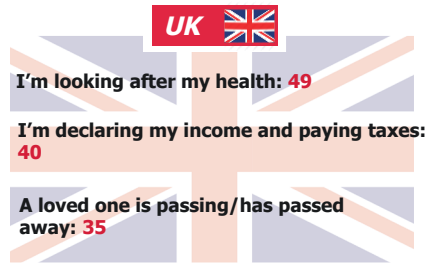 UK
I'm looking after my health: 49
I'm declaring my income and paying taxes:
40
A loved one is passing/has passed
away: 35